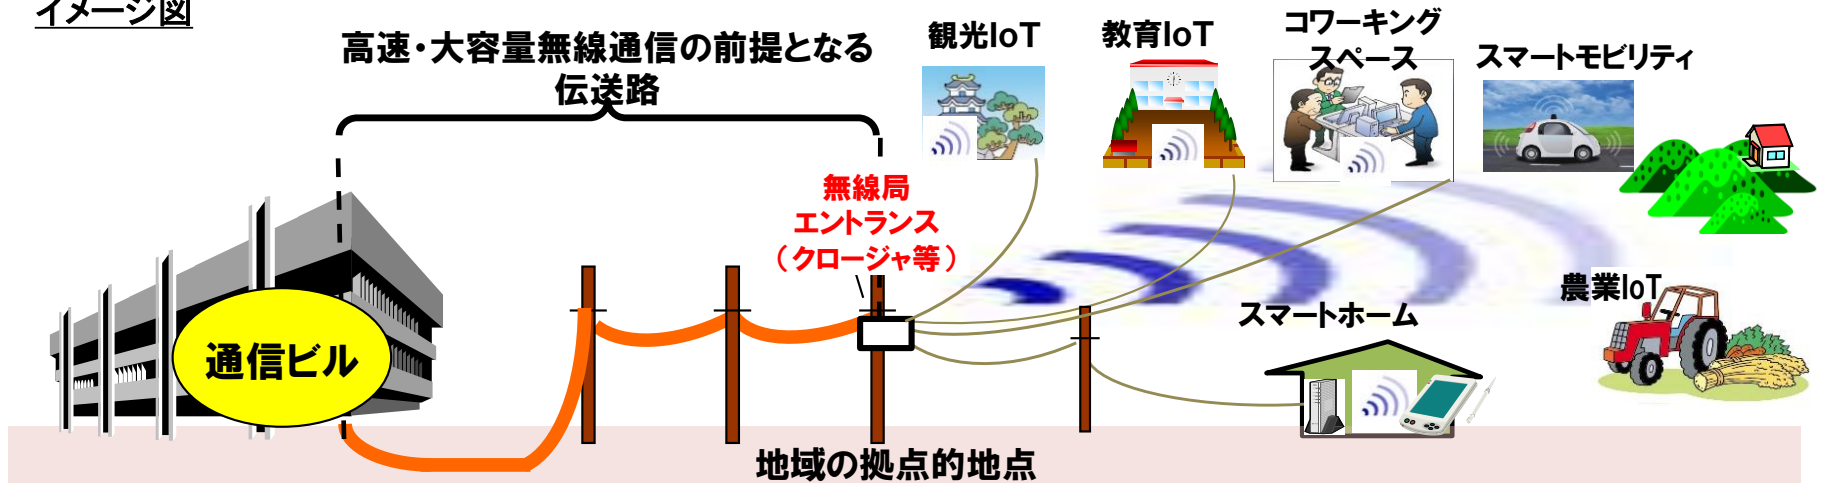 イメージ図
高速・大容量無線通信の前提となる
伝送路
観光IoT
教育IoT
コワーキング
スペース
スマートモビリティ
無線局
エントランス
（クロージャ等）
農業IoT
スマートホーム
通信ビル
地域の拠点的地点